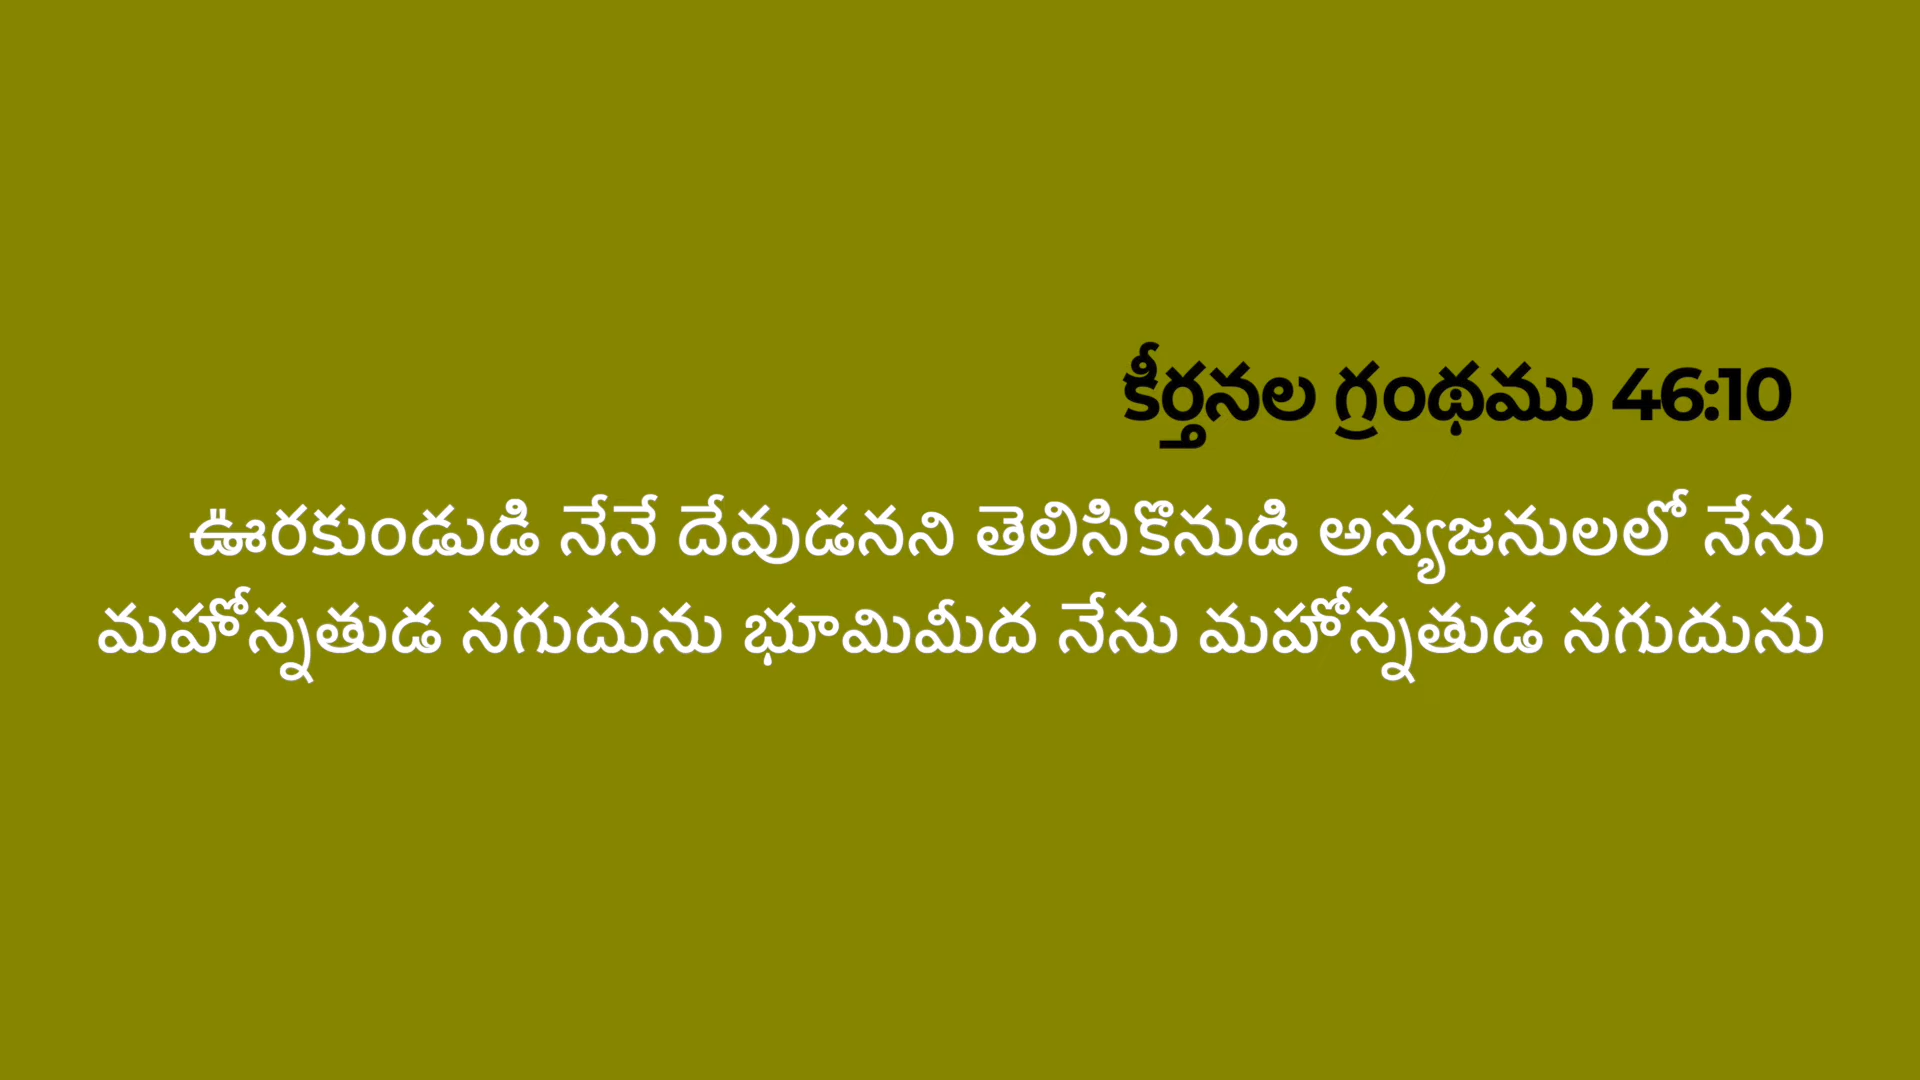 కీర్తనల గ్రంథము 46:10
ఊరకుండుడి నేనే దేవుడనని తెలిసికొనుడి అన్యజనులలో నేను
మహోన్నతుడ నగుదును భూమిమీద నేను మహోన్నతుడ నగుదును